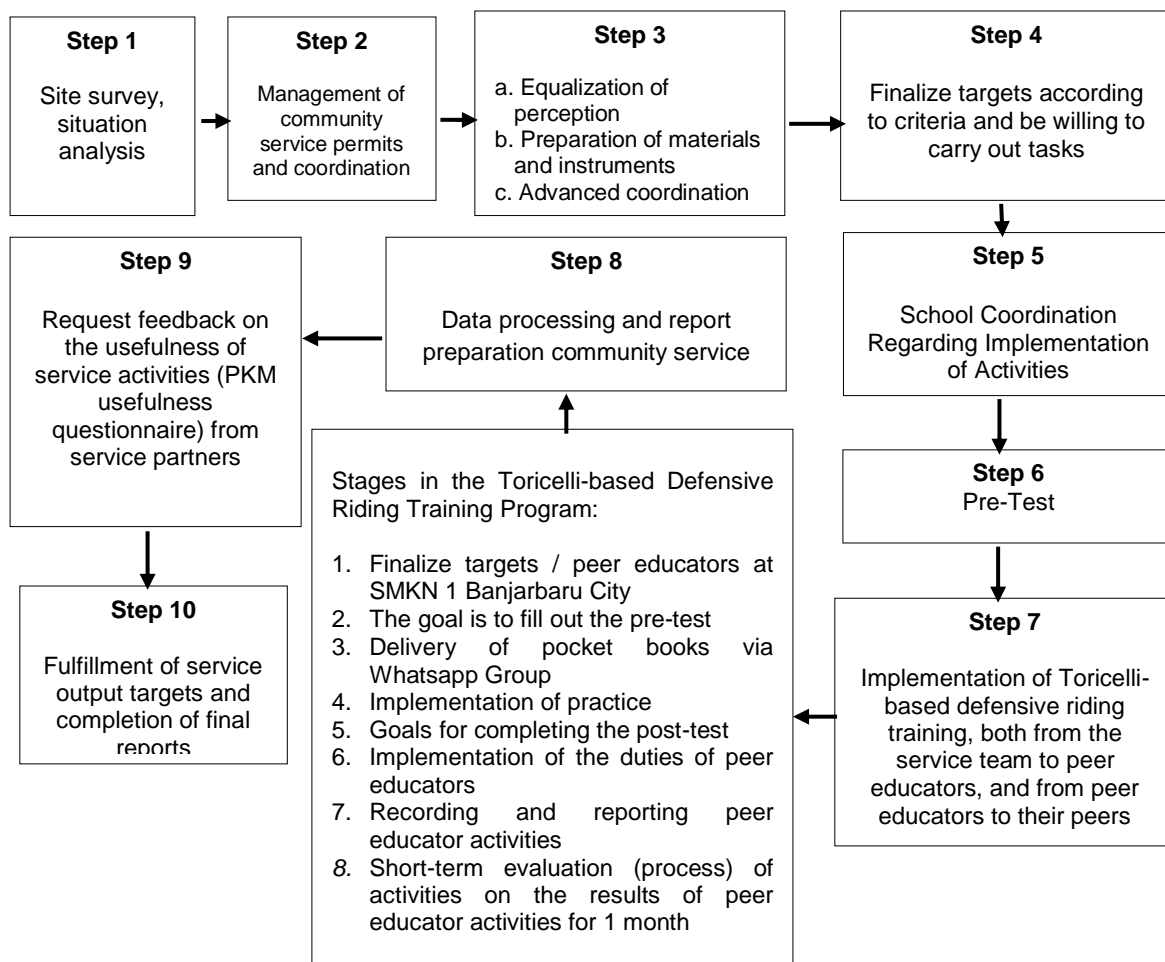 Step 1
Site survey,
situation
analysis
Step 2
Management of
community
service permits
and coordination
Step 3
a. Equalization of
perception
b. Preparation of materials
and instruments
c. Advanced coordination
Step 4
Finalize targets according
to criteria and be willing to
carry out tasks
Step 5
School Coordination
Regarding Implementation
of Activities
Step 6
Pre-Test
Step 7
Implementation of Toricelli-
based defensive riding
training, both from the
service team to peer
educators, and from peer
educators to their peers
Stages in the Toricelli-based Defensive
Riding Training Program:
1. Finalize targets / peer educators at
SMKN 1 Banjarbaru City
2. The goal is to fill out the pre-test
3. Delivery of pocket books via
Whatsapp Group
4. Implementation of practice
5. Goals for completing the post-test
6. Implementation of the duties of peer
educators
7. Recording and reporting peer
educator activities
8. Short-term evaluation (process) of
activities on the results of peer
educator activities for 1 month
Step 8
Data processing and report
preparation community service
Step 9
Request feedback on
the usefulness of
service activities (PKM
usefulness
questionnaire) from
service partners
Step 10
Fulfillment of service
output targets and
completion of final
reports